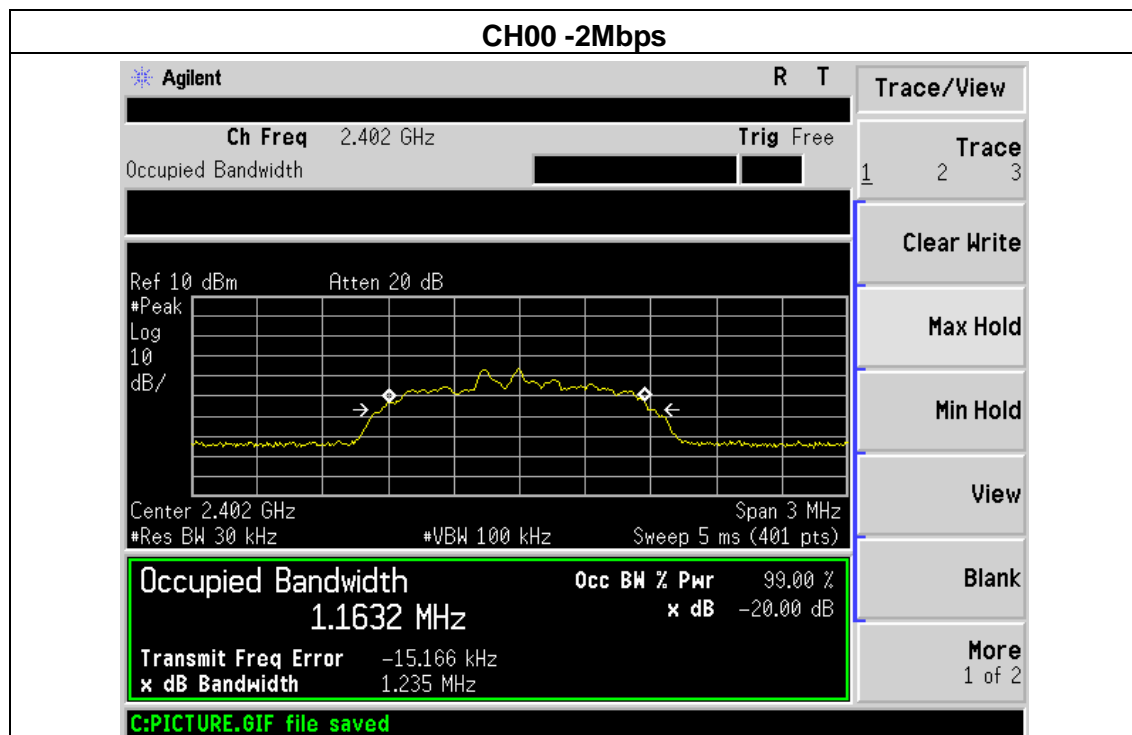 CH00 -2Mbps
Agilent R T
Trace/View
Ch Freq 2.402 GHz Trig Free
Occupied Bandwidth
Trace
1 2 3
Clear Write
Ref 10 dBm Atten 20 dB
#Peak
Log
10
dB/
Max Hold
Min Hold
View
Center 2.402 GHz Span 3 MHz
#Res BW 30 kHz #VBW 100 kHz Sweep 5 ms (401 pts)
Occupied Bandwidth Occ BW % Pwr 99.00 %
1.1632 MHz x dB -20.00 dB
Blank
Transmit Freq Error -15.166 kHz
x dB Bandwidth 1.235 MHz
More
1 of 2
C:PICTURE.GIF file saved